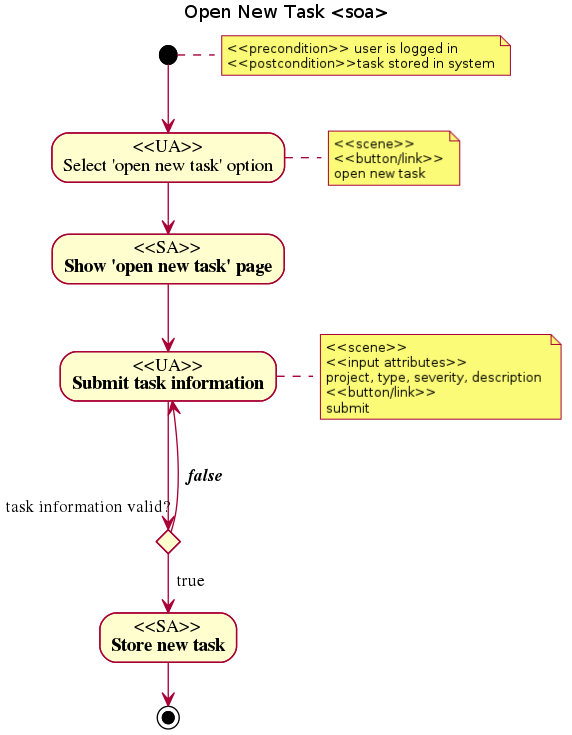 Open New Task <soa>
<<precondition>> user is logged in
<<postcondition>>task stored in system
<<UA>>
Select 'open new task' option
<<scene>>
<<button/link>>
open new task
<<SA>>
Show 'open new task' page
<<UA>>
Submit task information
<<scene>>
<<input attributes>>
project, type, severity, description
<<button/link>>
submit
false
task information valid?
true
<<SA>>
Store new task